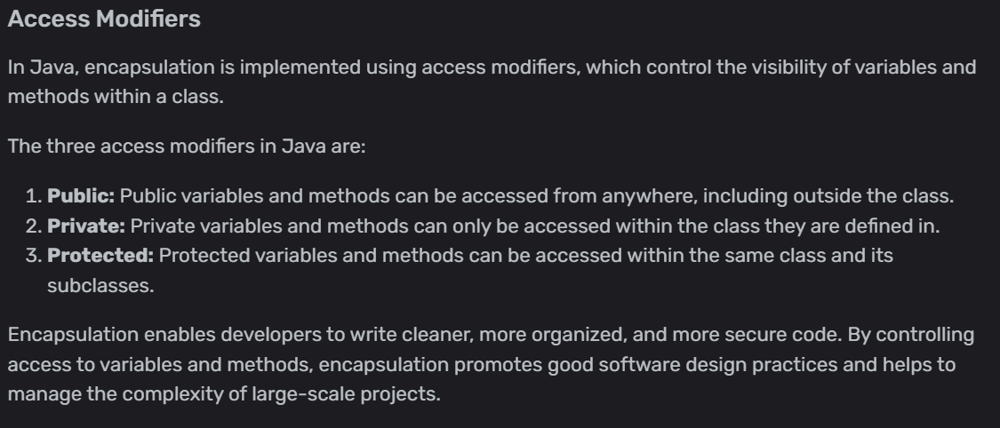 Access Modifiers
In Java, encapsulation is implemented using access modifiers, which control the visibility of variables and
methods within a class.
The three access modifiers in Java are:
1. Public: Public variables and methods can be accessed from anywhere, including outside the class.
2. Private: Private variables and methods can only be accessed within the class they are defined in.
3. Protected: Protected variables and methods can be accessed within the same class and its
subclasses.
Encapsulation enables developers to write cleaner, more organized, and more secure code. By controlling
access to variables and methods, encapsulation promotes good software design practices and helps to
manage the complexity of large-scale projects.